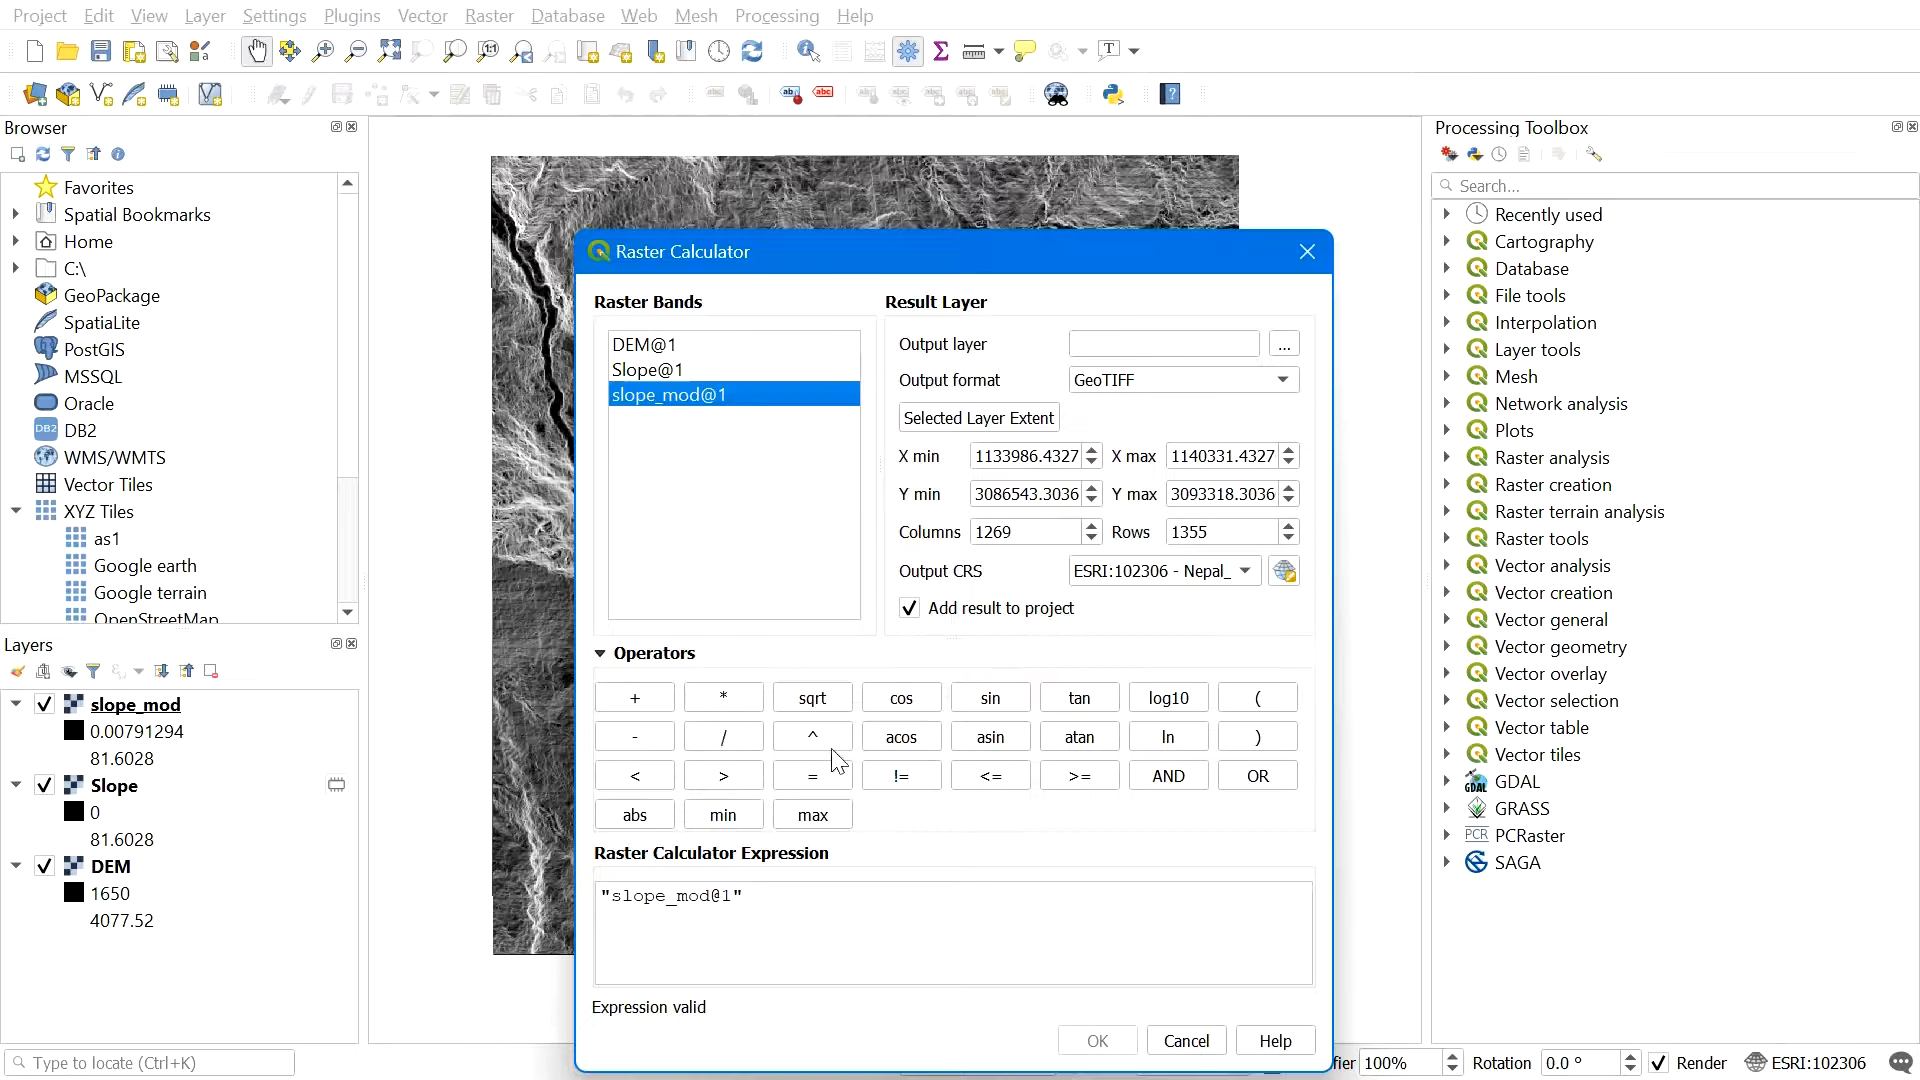 Project Edit View Layer Settings Plugins Vector Raster Database Web Mesh Processing Help
Browser
Favorites
Spatial Bookmarks
Home
C:\
GeoPackage
SpatiaLite
PostGIS
MSSQL
Oracle
DB2
WMS/WMTS
Vector Tiles
XYZ Tiles
as1
Google earth
Google terrain
OpenStreetMap
Layers
slope_mod
0.00791294
81.6028
Slope
0
81.6028
DEM
1650
4077.52
Type to locate (Ctrl+K)
Raster Calculator
Raster Bands
DEM@1
Slope@1
slope_mod@1
Result Layer
Output layer ...
Output format GeoTIFF
Selected Layer Extent
X min 1133986.4327 X max 1140331.4327
Y min 3086543.3036 Y max 3093318.3036
Columns 1269 Rows 1355
Output CRS ESRI:102306 - Nepal_
Add result to project
Operators
+ * sqrt cos sin tan log10 (
- / ^ acos asin atan ln )
< > = != <= >= AND OR
abs min max
Raster Calculator Expression
"slope_mod@1"
Expression valid
OK Cancel Help
Processing Toolbox
Search...
Recently used
Cartography
Database
File tools
Interpolation
Layer tools
Mesh
Network analysis
Plots
Raster analysis
Raster creation
Raster terrain analysis
Raster tools
Vector analysis
Vector creation
Vector general
Vector geometry
Vector overlay
Vector selection
Vector table
Vector tiles
GDAL
GRASS
PCRaster
SAGA
fier 100% Rotation 0.0 ° Render ESRI:102306